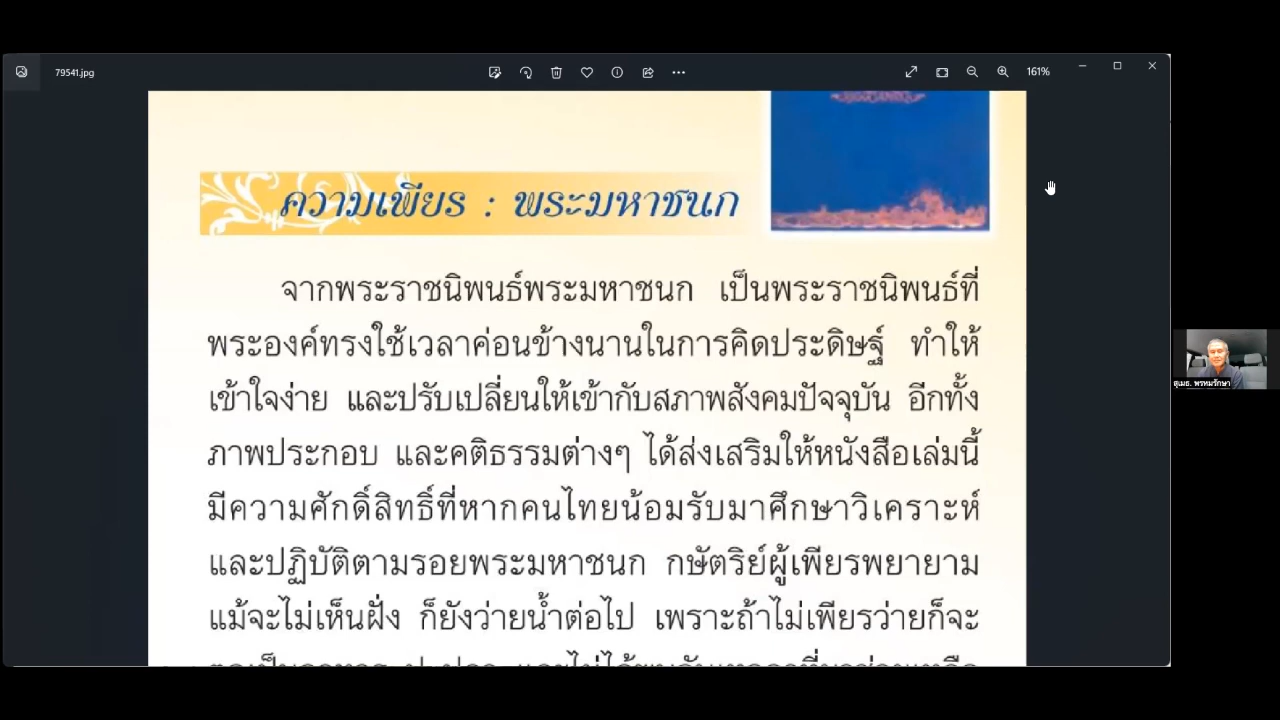 79541.jpg
161%
ความเพียร : พระมหาชนก
จากพระราชนิพนธ์พระมหาชนก เป็นพระราชนิพนธ์ที่
พระองค์ทรงใช้เวลาค่อนข้างนานในการคิดประดิษฐ์ ทำให้
เข้าใจง่าย และปรับเปลี่ยนให้เข้ากับสภาพสังคมปัจจุบัน อีกทั้ง
ภาพประกอบ และคติธรรมต่างๆ ได้ส่งเสริมให้หนังสือเล่มนี้
มีความศักดิ์สิทธิ์ที่หากคนไทยน้อมรับมาศึกษาวิเคราะห์
และปฏิบัติตามรอยพระมหาชนก กษัตริย์ผู้เพียรพยายาม
แม้จะไม่เห็นฝั่ง ก็ยังว่ายน้ำต่อไป เพราะถ้าไม่เพียรว่ายก็จะ
สุเมธ. พรหมรักษา